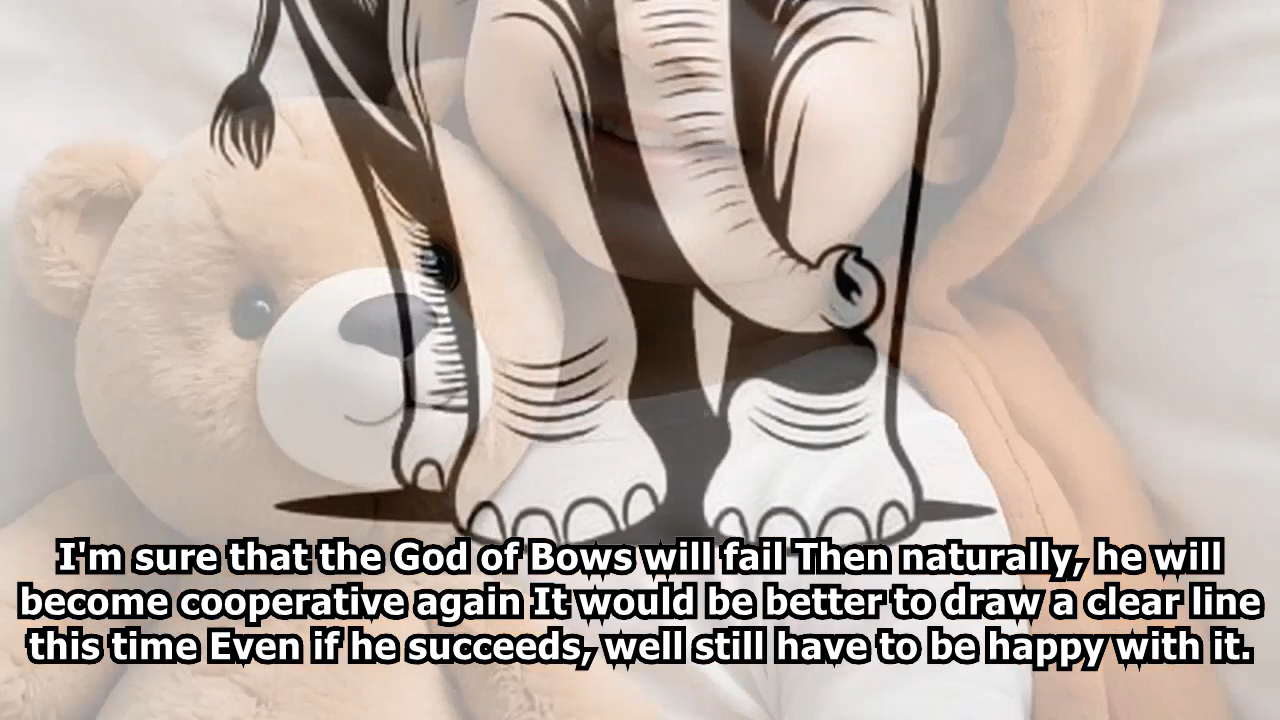 I'm sure that the God of Bows will fail Then naturally, he will
become cooperative again It would be better to draw a clear line
this time Even if he succeeds, well still have to be happy with it.